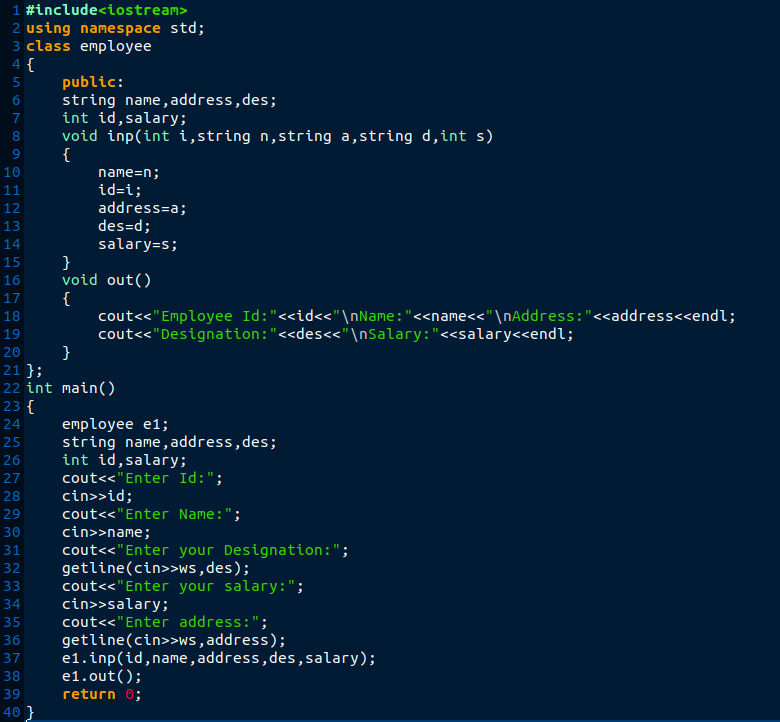 1 #include<iostream>
2 using namespace std;
3 class employee
4 {
5     public:
6     string name,address,des;
7     int id,salary;
8     void inp(int i,string n,string a,string d,int s)
9     {
10         name=n;
11         id=i;
12         address=a;
13         des=d;
14         salary=s;
15     }
16     void out()
17     {
18         cout<<"Employee Id:"<<id<<"\nName:"<<name<<"\nAddress:"<<address<<endl;
19         cout<<"Designation:"<<des<<"\nSalary:"<<salary<<endl;
20     }
21 };
22 int main()
23 {
24     employee e1;
25     string name,address,des;
26     int id,salary;
27     cout<<"Enter Id:";
28     cin>>id;
29     cout<<"Enter Name:";
30     cin>>name;
31     cout<<"Enter your Designation:";
32     getline(cin>>ws,des);
33     cout<<"Enter your salary:";
34     cin>>salary;
35     cout<<"Enter address:";
36     getline(cin>>ws,address);
37     e1.inp(id,name,address,des,salary);
38     e1.out();
39     return 0;
40 }